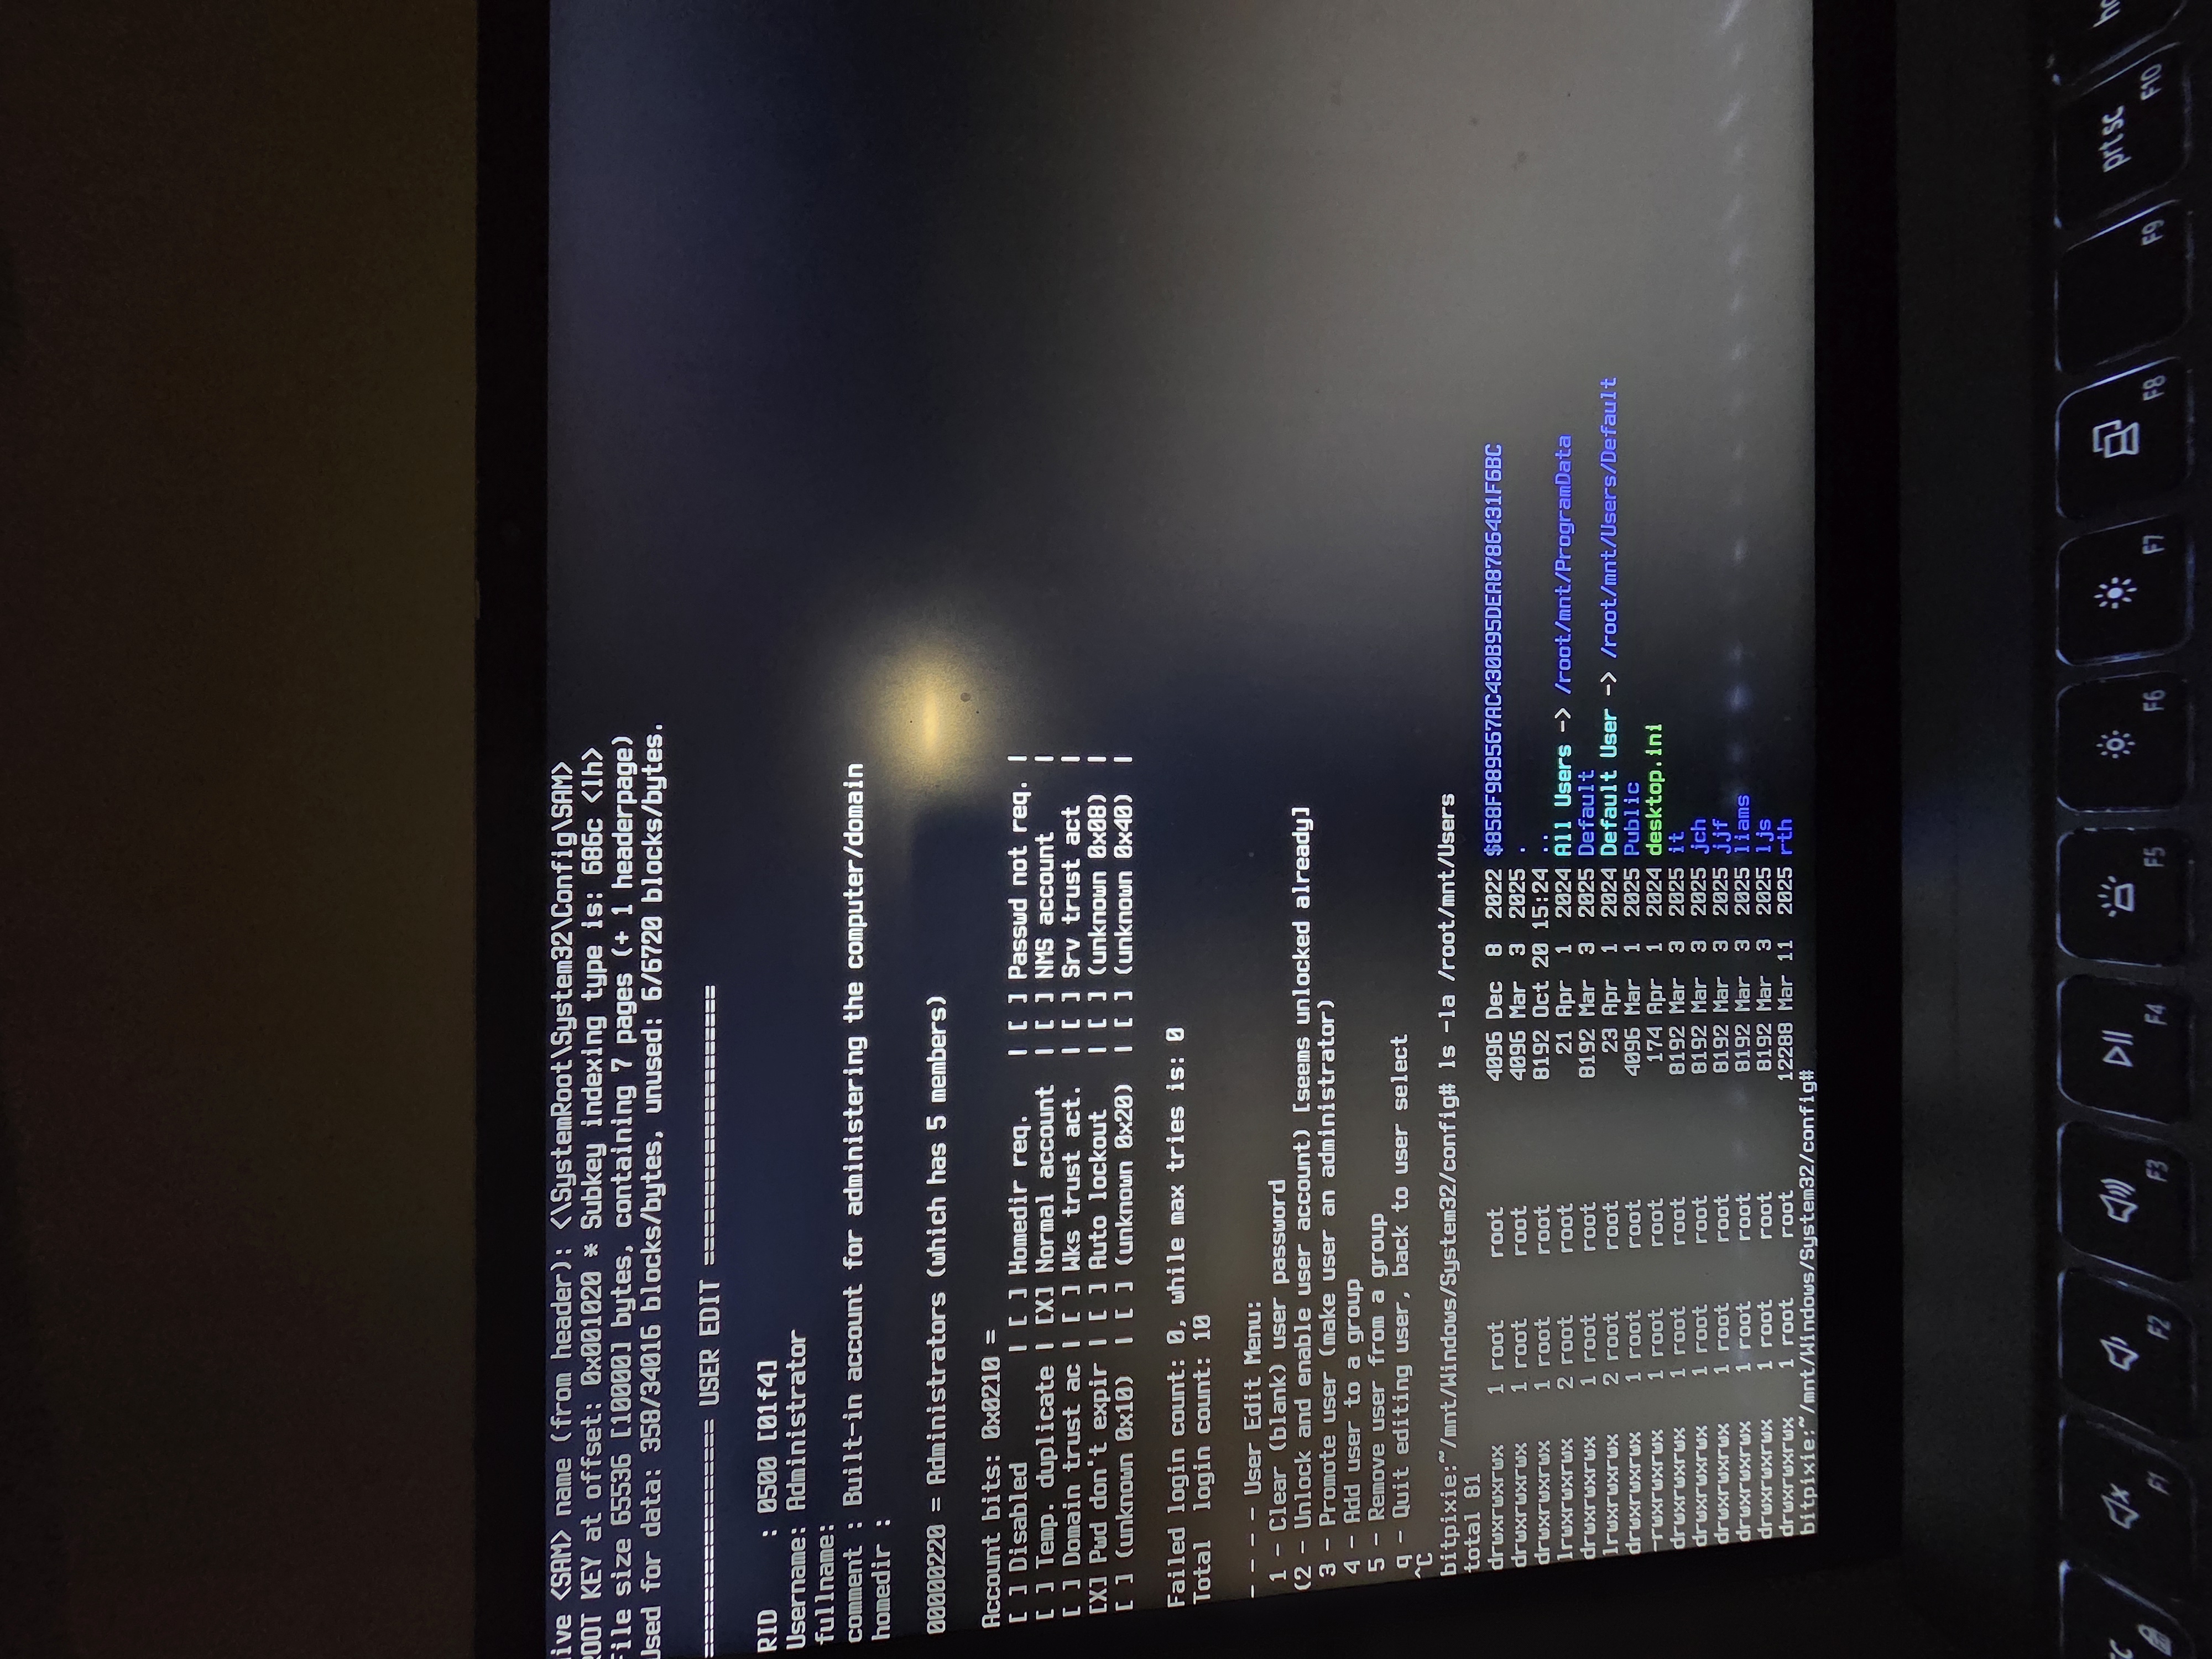 ive <SAM> name (from header): <\SystemRoot\System32\Config\SAM>
ROOT KEY at offset: 0x001020 * Subkey indexing type is: 686c <lh>
File size 65536 [10000] bytes, containing 7 pages (+ 1 headerpage)
Used for data: 358/34016 blocks/bytes, unused: 6/6720 blocks/bytes.
================= USER EDIT ====================
RID     : 0500 [01f4]
Username: Administrator
fullname:
comment : Built-in account for administering the computer/domain
homedir :
00000220 = Administrators (which has 5 members)
Account bits: 0x0210 =
[ ] Disabled        | [ ] Homedir req.    | [ ] Passwd not req. |
[ ] Temp. duplicate | [X] Normal account  | [ ] NMS account     |
[ ] Domain trust ac | [ ] Wks trust act.  | [ ] Srv trust act   |
[X] Pwd don't expir | [ ] Auto lockout    | [ ] (unknown 0x08)  |
[ ] (unknown 0x10)  | [ ] (unknown 0x20)  | [ ] (unknown 0x40)  |
Failed login count: 0, while max tries is: 0
Total  login count: 10
- - - - User Edit Menu:
1 - Clear (blank) user password
(2 - Unlock and enable user account) [seems unlocked already]
3 - Promote user (make user an administrator)
4 - Add user to a group
5 - Remove user from a group
q - Quit editing user, back to user select
^C
bitpixie:~/mnt/Windows/System32/config# ls -la /root/mnt/Users
total 81
drwxrwxrwx    1 root     root          4096 Dec  8  2022 $858F989567AC430B95DEA8786431F6BC
drwxrwxrwx    1 root     root          4096 Mar  3  2025 .
drwxrwxrwx    1 root     root          8192 Oct 20 15:24 ..
lrwxrwxrwx    2 root     root            21 Apr  1  2024 All Users -> /root/mnt/ProgramData
drwxrwxrwx    1 root     root          8192 Mar  3  2025 Default
lrwxrwxrwx    2 root     root            23 Apr  1  2024 Default User -> /root/mnt/Users/Default
drwxrwxrwx    1 root     root          4096 Mar  1  2025 Public
-rwxrwxrwx    1 root     root           174 Apr  1  2024 desktop.ini
drwxrwxrwx    1 root     root          8192 Mar  3  2025 it
drwxrwxrwx    1 root     root          8192 Mar  3  2025 jch
drwxrwxrwx    1 root     root          8192 Mar  3  2025 jjf
drwxrwxrwx    1 root     root          8192 Mar  3  2025 liams
drwxrwxrwx    1 root     root          8192 Mar  3  2025 ljs
drwxrwxrwx    1 root     root         12288 Mar 11  2025 rth
bitpixie:~/mnt/Windows/System32/config#
prt sc
F1 F2 F3 F4 F5 F6 F7 F8 F9 F10